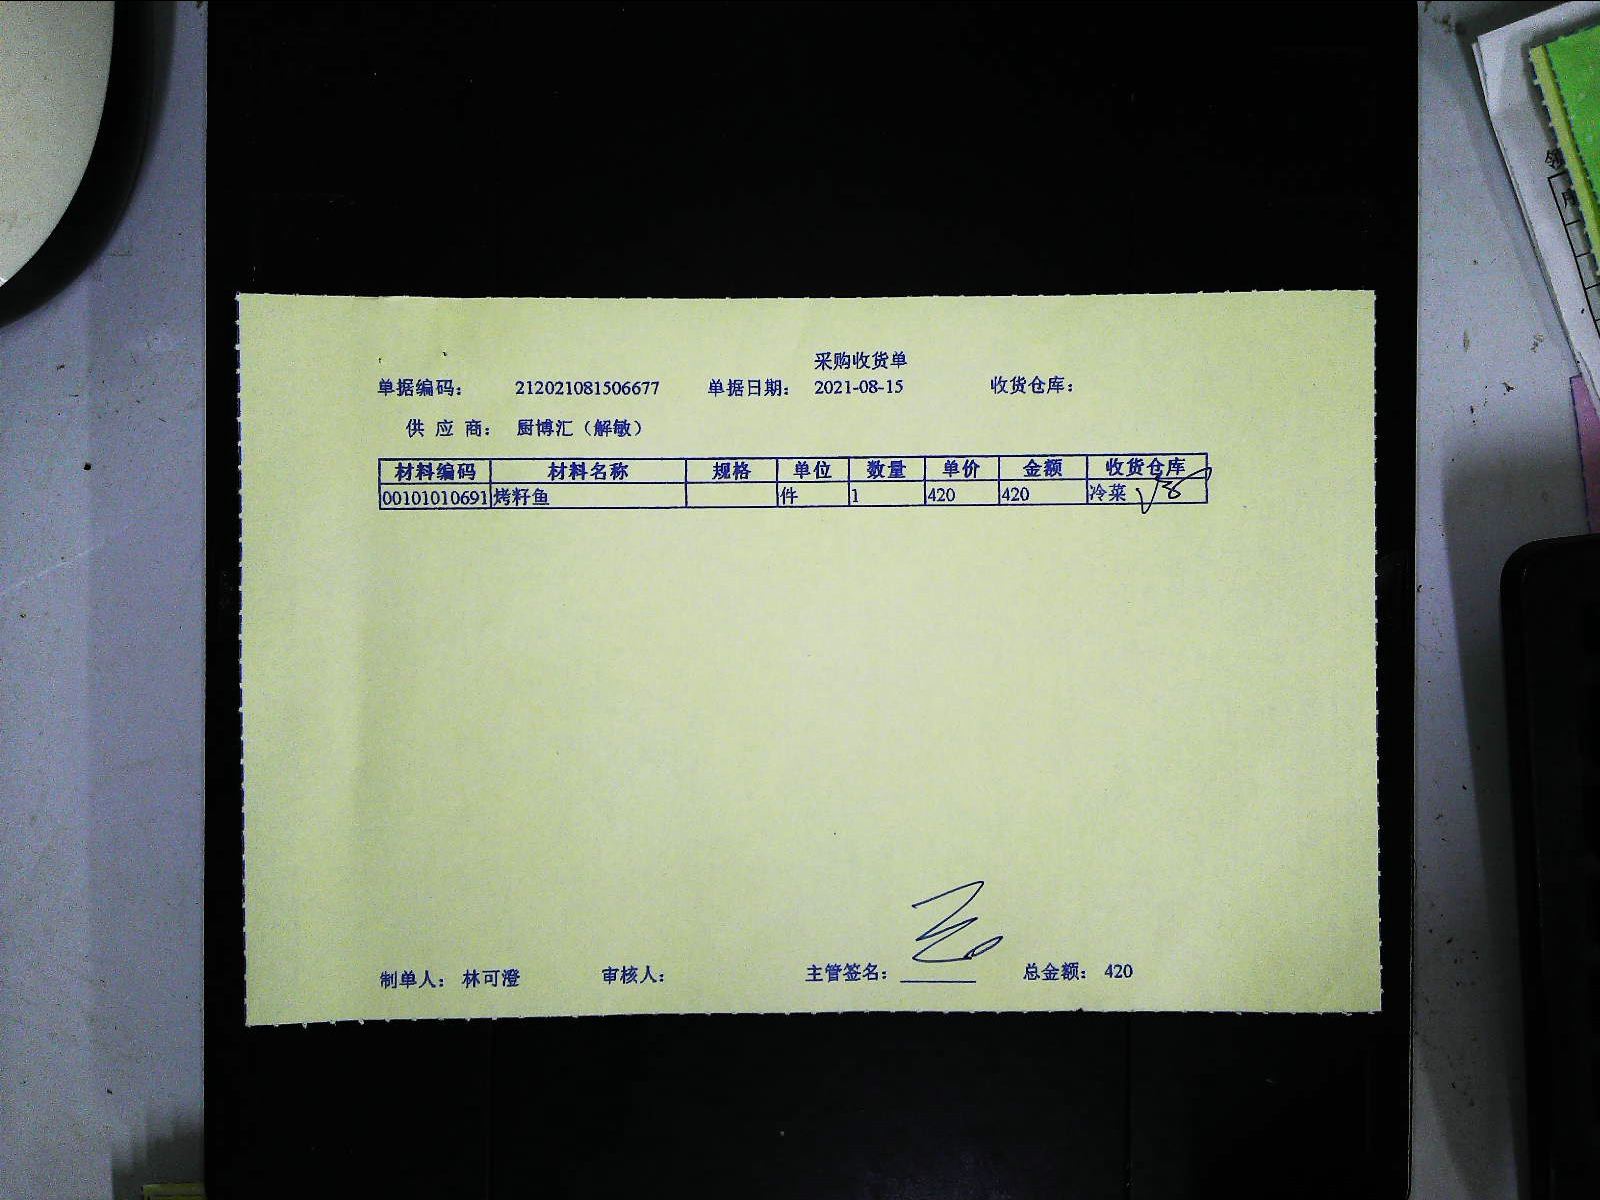 采购收货单
单据编码： 212021081506677 单据日期： 2021-08-15 收货仓库：
供 应 商： 厨博汇（解敏）
材料编码 材料名称 规格 单位 数量 单价 金额 收货仓库
00101010691 烤籽鱼 件 1 420 420 冷菜
制单人： 林可澄 审核人： 主管签名： 总金额： 420